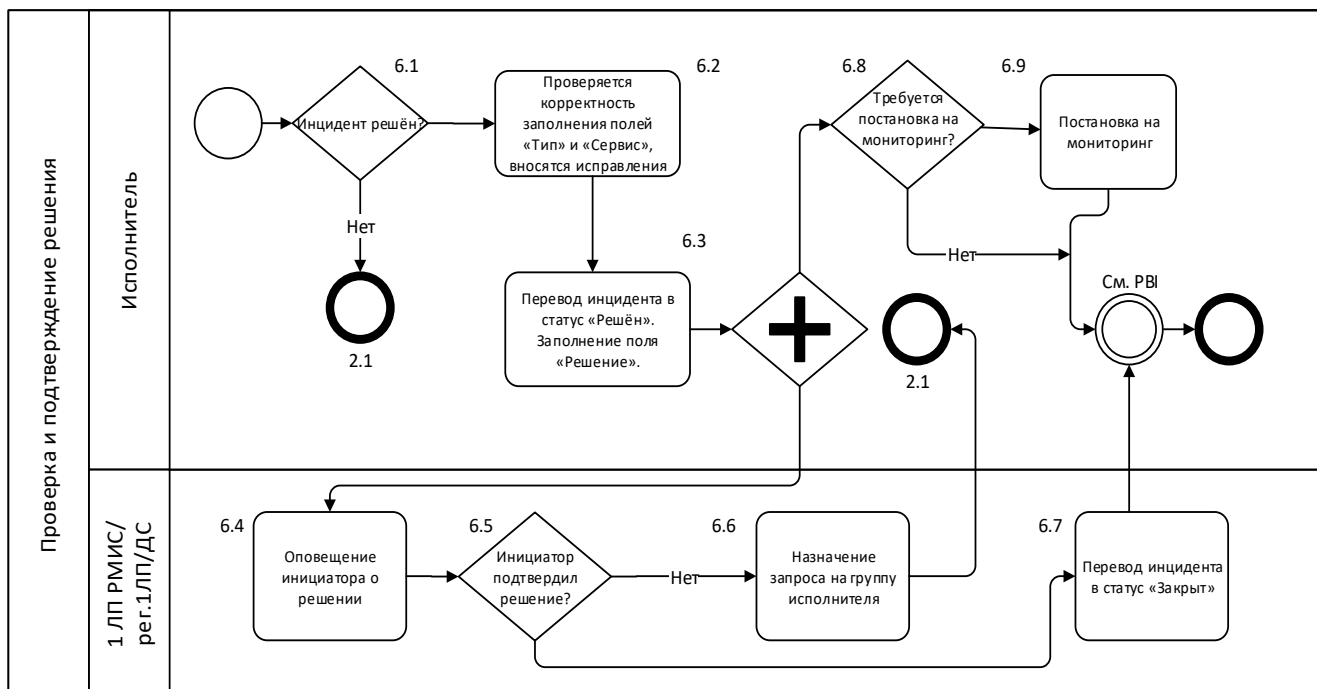 Проверка и подтверждение решения
Исполнитель
6.1
Инцидент решён?
Нет
2.1
6.2
Проверяется
корректность
заполнения полей
«Тип» и «Сервис»,
вносятся исправления
6.3
Перевод инцидента в
статус «Решён».
Заполнение поля
«Решение».
6.8
Требуется
постановка на
мониторинг?
Нет
6.9
Постановка на
мониторинг
2.1
См. PBI
1 ЛП РМИС/
рег.1ЛП/ДС
6.4
Оповещение
инициатора о
решении
6.5
Инициатор
подтвердил
решение?
Нет
6.6
Назначение
запроса на группу
исполнителя
6.7
Перевод инцидента
в статус «Закрыт»